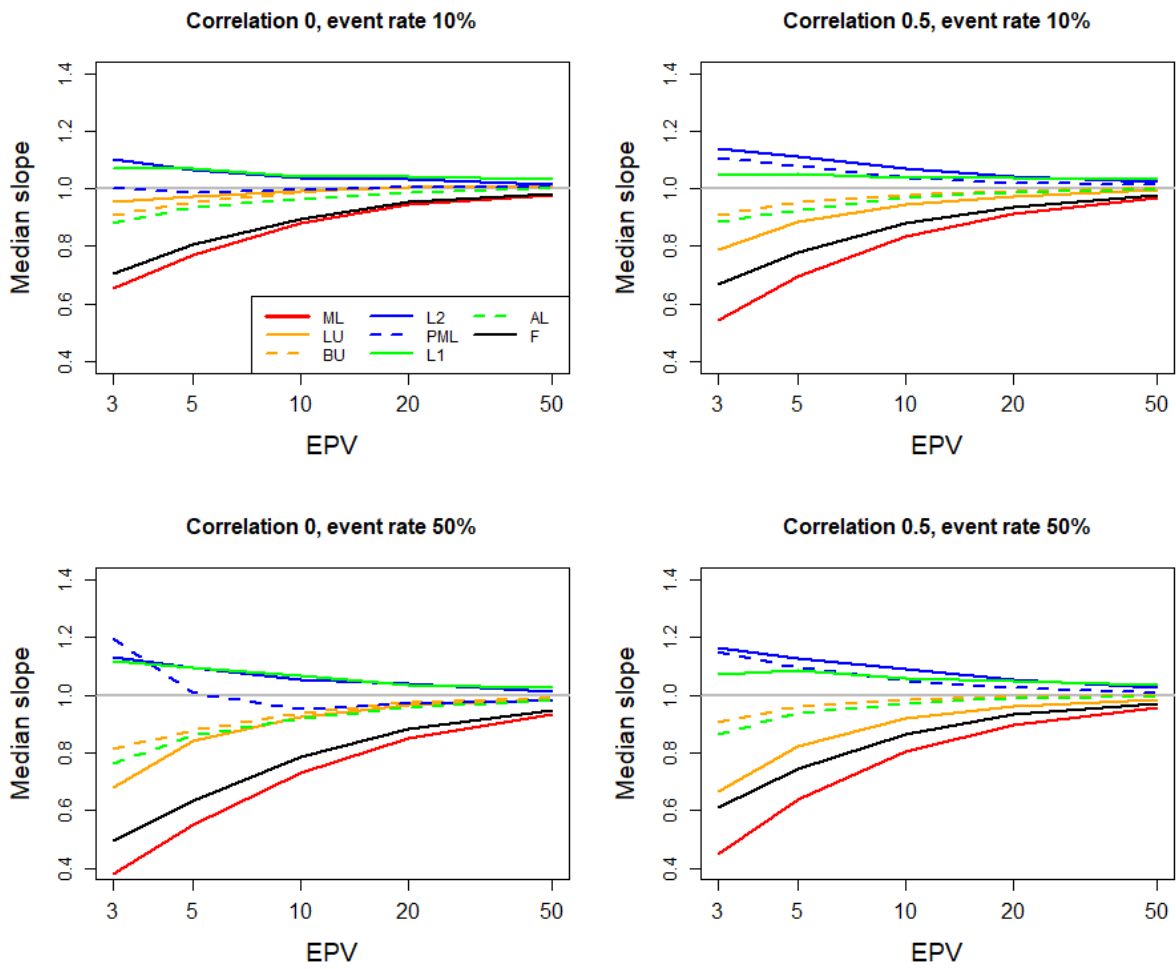 Correlation 0, event rate 10%
Median slope
1.4
1.2
1.0
0.8
0.6
0.4
ML L2 AL
LU PML F
BU L1
3 5 10 20 50
EPV
Correlation 0.5, event rate 10%
Median slope
1.4
1.2
1.0
0.8
0.6
0.4
3 5 10 20 50
EPV
Correlation 0, event rate 50%
Median slope
1.4
1.2
1.0
0.8
0.6
0.4
3 5 10 20 50
EPV
Correlation 0.5, event rate 50%
Median slope
1.4
1.2
1.0
0.8
0.6
0.4
3 5 10 20 50
EPV